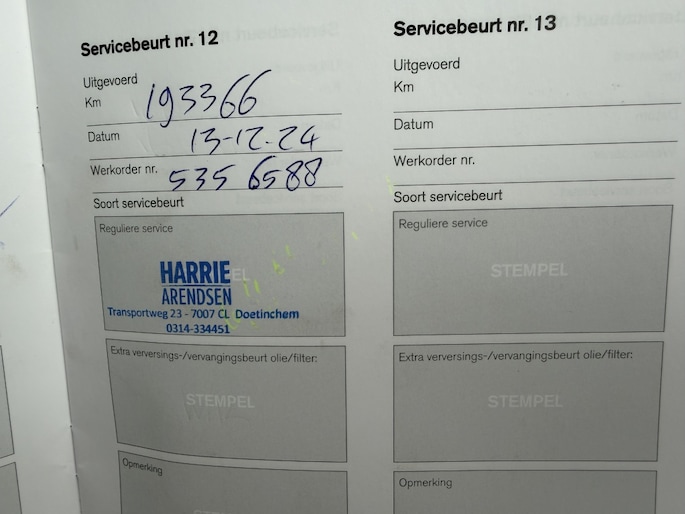 Servicebeurt nr. 12
Uitgevoerd
Km 193366
Datum 13-12-24
Werkorder nr. 535 6588
Soort servicebeurt
Reguliere service
HARRIE
ARENDSEN
Transportweg 23 - 7007 CL Doetinchem
0314-334451
Extra verversings-/vervangingsbeurt olie/filter:
STEMPEL
Opmerking
Servicebeurt nr. 13
Uitgevoerd
Km
Datum
Werkorder nr.
Soort servicebeurt
Reguliere service
STEMPEL
Extra verversings-/vervangingsbeurt olie/filter:
STEMPEL
Opmerking